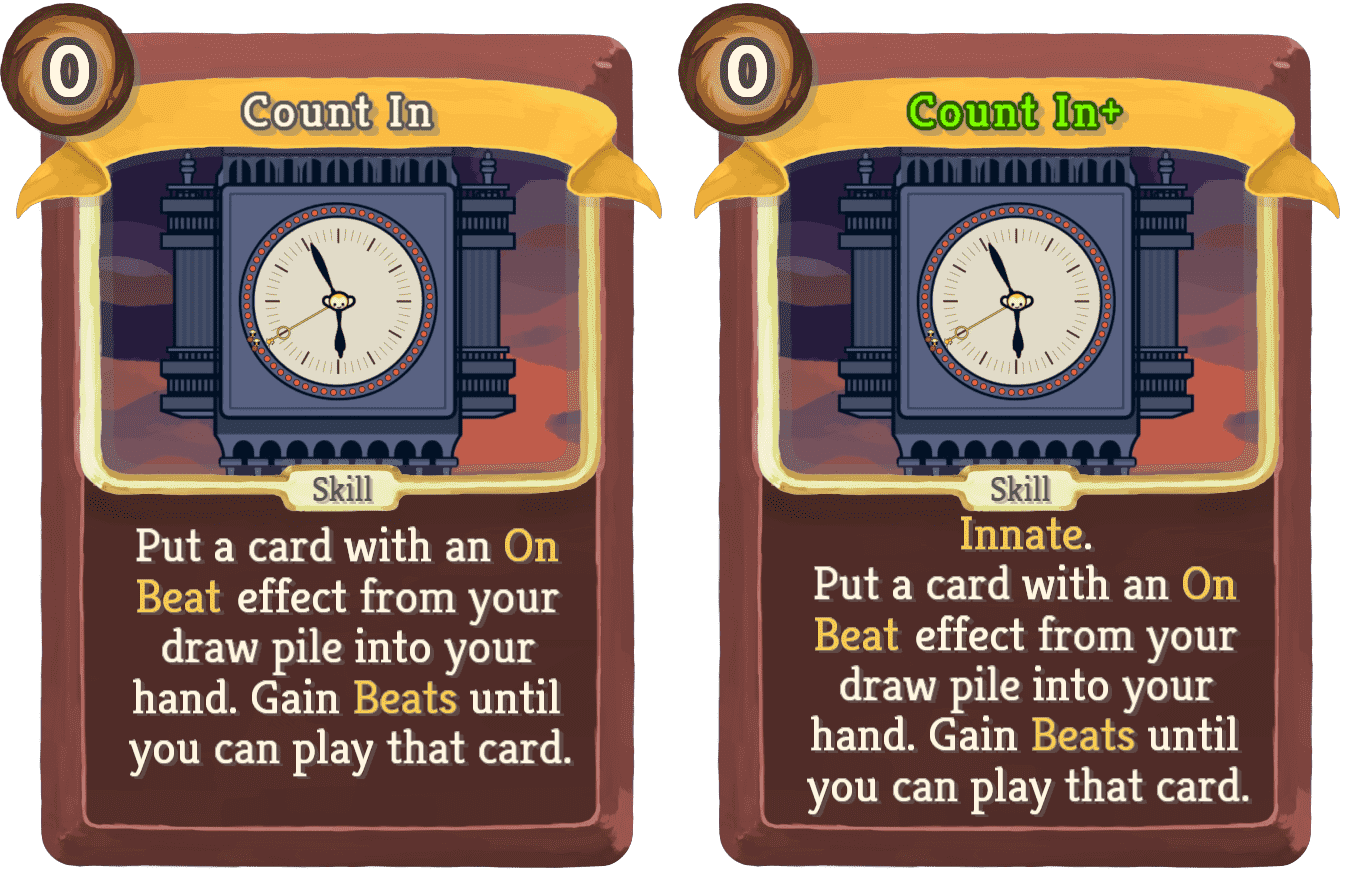 0
Count In
Skill
Put a card with an On
Beat effect from your
draw pile into your
hand. Gain Beats until
you can play that card.
0
Count In+
Skill
Innate.
Put a card with an On
Beat effect from your
draw pile into your
hand. Gain Beats until
you can play that card.